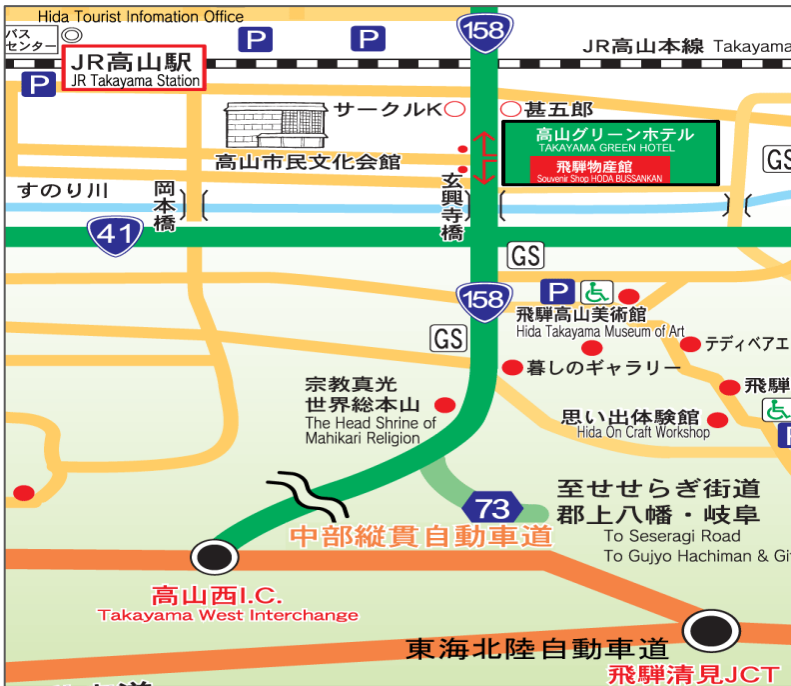 Hida Tourist Infomation Office
バス
センター
P
P
158
JR高山本線 Takayama
JR高山駅
JR Takayama Station
P
サークルK
甚五郎
高山グリーンホテル
TAKAYAMA GREEN HOTEL
飛騨物産館
Souvenir Shop HODA BUSSANKAN
GS
高山市民文化会館
すのり川
岡本橋
玄興寺橋
41
GS
158
P
飛騨高山美術館
Hida Takayama Museum of Art
GS
テディベアエ
暮しのギャラリー
飛騨
宗教真光
世界総本山
The Head Shrine of
Mahikari Religion
思い出体験館
Hida On Craft Workshop
P
73
至せせらぎ街道
郡上八幡・岐阜
To Seseragi Road
To Gujyo Hachiman & Gif
中部縦貫自動車道
高山西I.C.
Takayama West Interchange
東海北陸自動車道
飛騨清見JCT